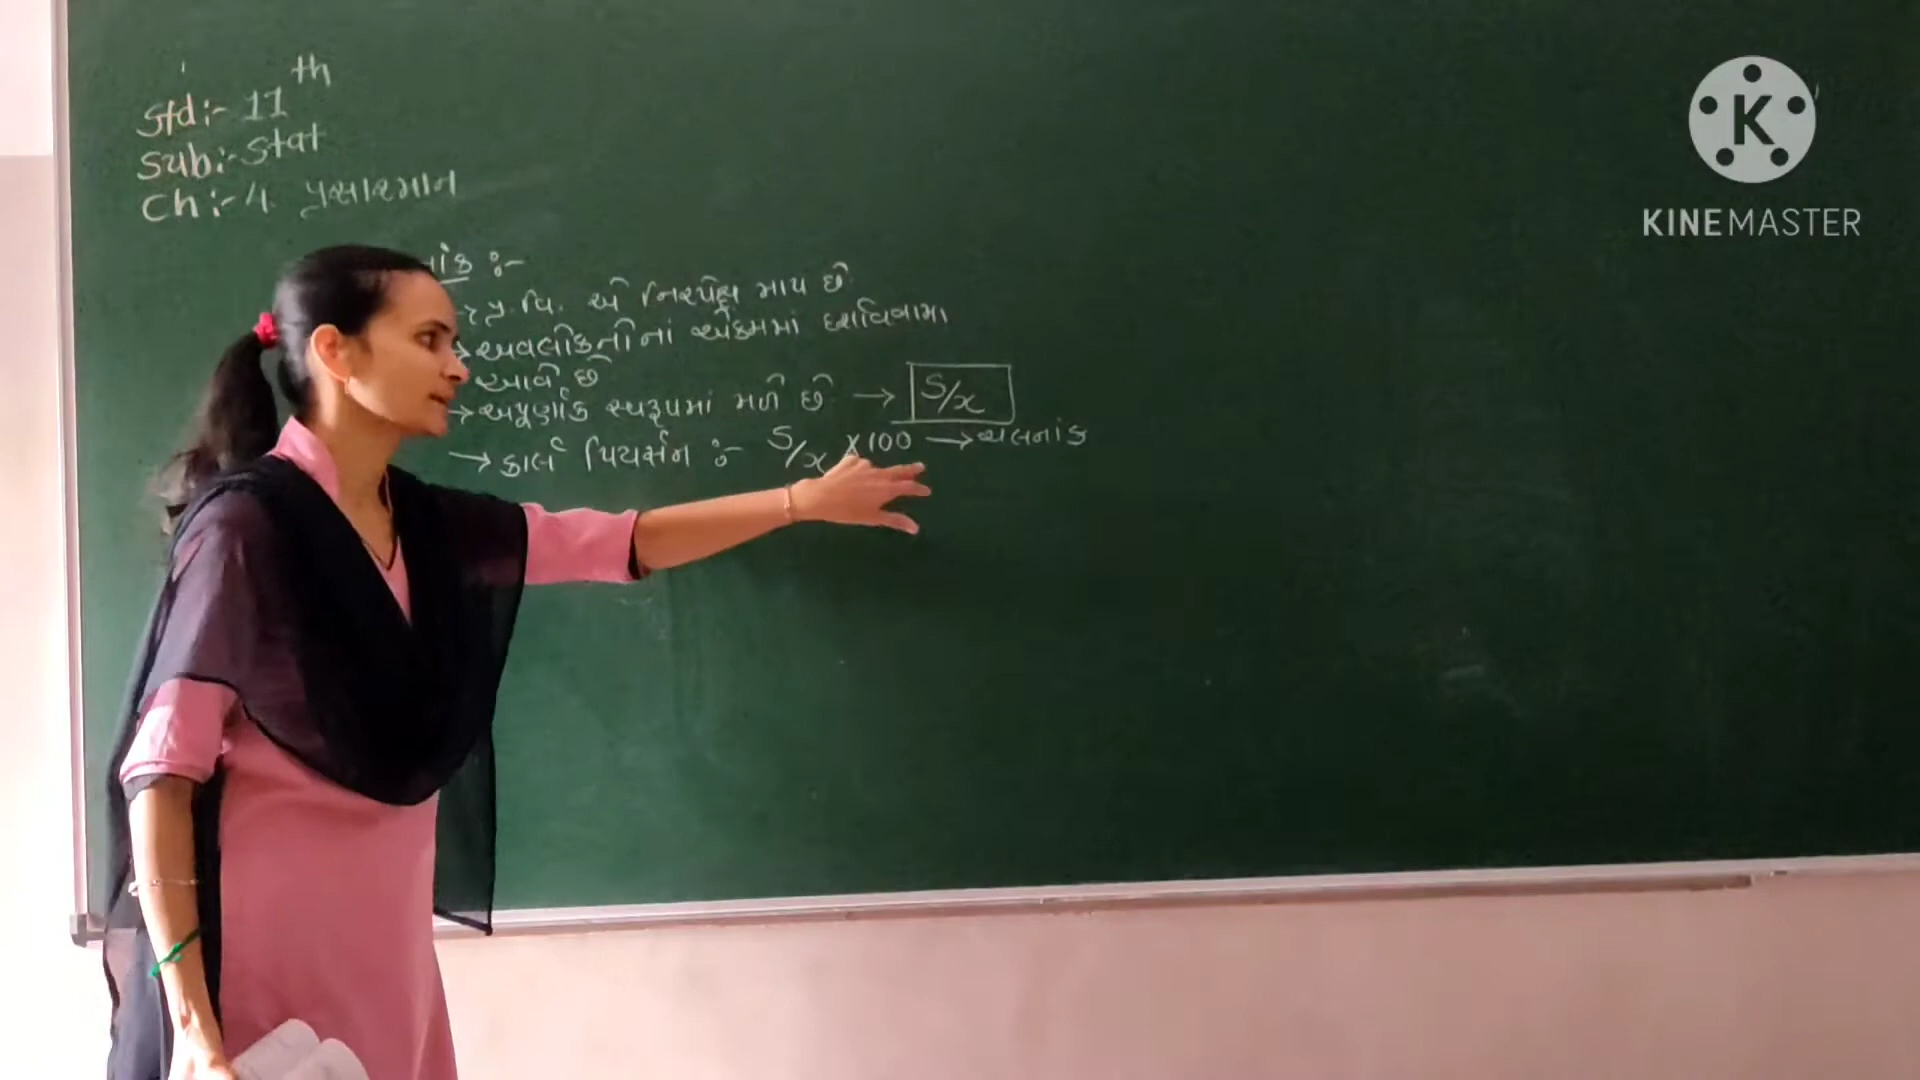 Std:- 11th
Sub:- Stat
Ch:- 4. પ્રસારમાન
નાંક :-
→ પ્ર.વિ. એ નિરપેક્ષ માપ છે.
→ અવલોકનોનાં એકમમાં દર્શાવવામાં
આવે છે
→ અપૂર્ણાંક સ્વરૂપમાં મળે છે → S/x
→ કાર્લ પિયર્સન :- S/x × 100 → ચલનાંક
KINEMASTER